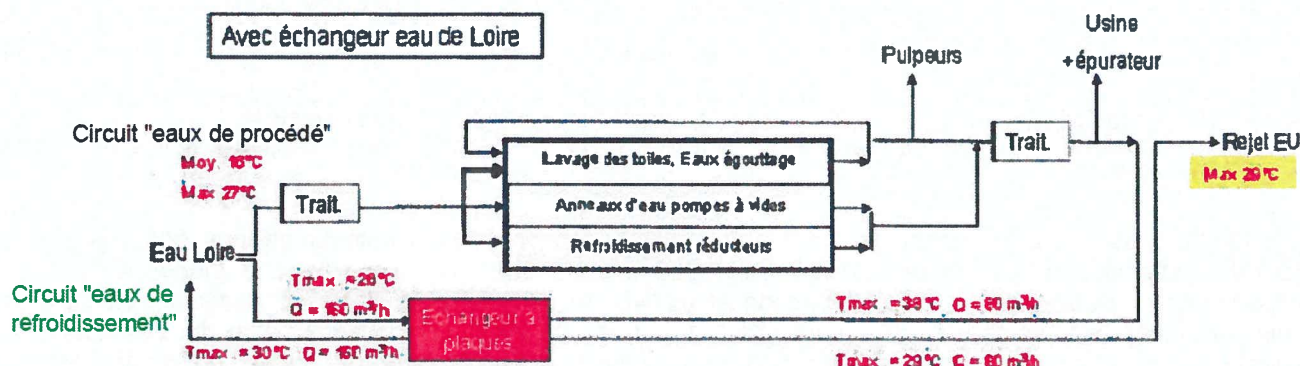 Avec échangeur eau de Loire
Usine
+épurateur
Pulpeurs
Circuit "eaux de procédé"
Moy. 16°C
Max 27°C
Trait.
Lavage des toiles, Eaux égouttage
Anneaux d'eau pompes à vides
Refroidissement réducteurs
Trait.
Rejet EU
Max 29°C
Eau Loire
Circuit "eaux de
refroidissement"
Tmax. = 26°C
Q = 160 m³/h
Echangeur à
plaques
Tmax. = 38°C Q = 80 m³/h
Tmax. = 30°C Q = 160 m³/h
Tmax. = 29°C Q = 80 m³/h